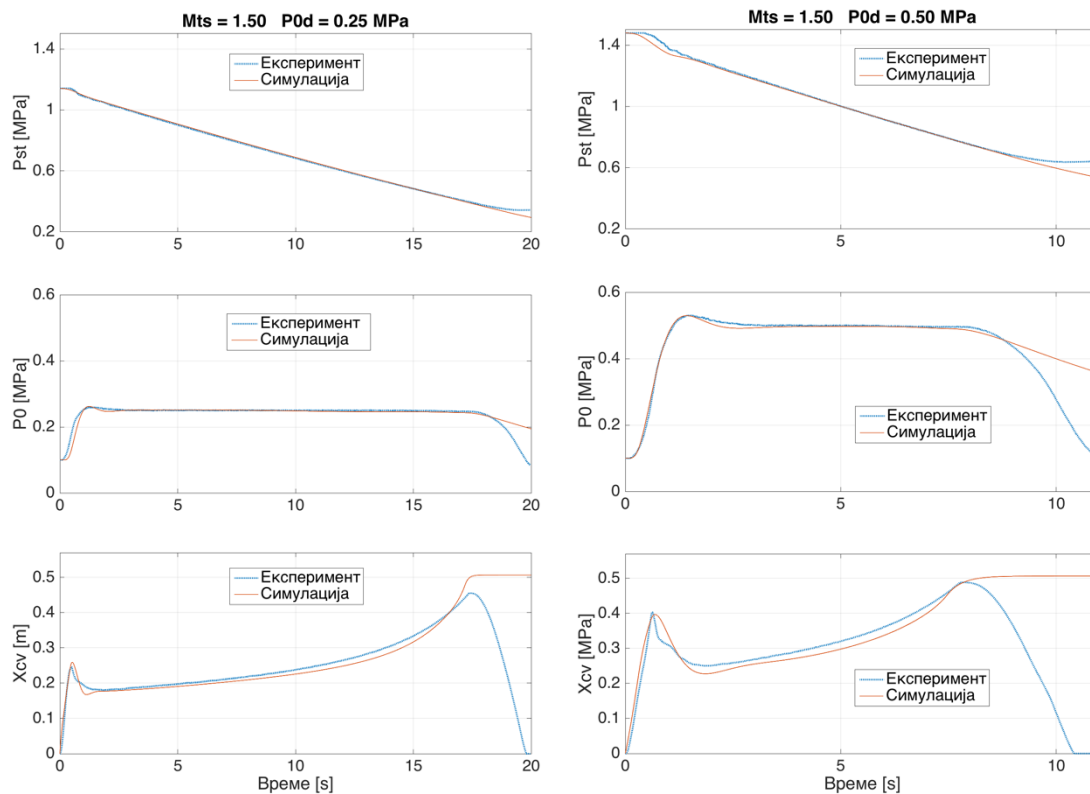 Mts = 1.50 P0d = 0.25 MPa
Pst [MPa]
1.4
1
0.6
0.2
Експеримент
Симулација
0
5
10
15
20
P0 [MPa]
0.6
0.4
0.2
0
Експеримент
Симулација
0
5
10
15
20
Xcv [m]
0.5
0.4
0.3
0.2
0.1
0
Експеримент
Симулација
0
5
10
15
20
Време [s]
Mts = 1.50 P0d = 0.50 MPa
Pst [MPa]
1.4
1
0.6
0.2
Експеримент
Симулација
0
5
10
P0 [MPa]
0.6
0.4
0.2
0
Експеримент
Симулација
0
5
10
Xcv [MPa]
0.5
0.4
0.3
0.2
0.1
0
Експеримент
Симулација
0
5
10
Време [s]